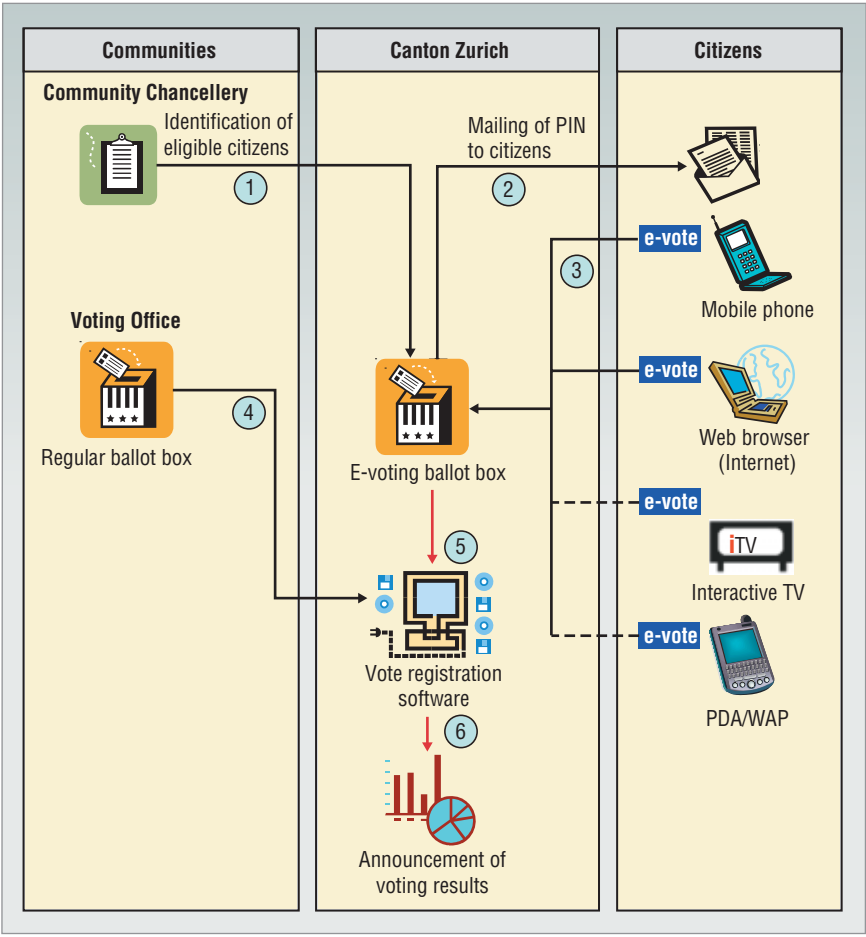 Communities
Canton Zurich
Citizens
Community Chancellery
Identification of
eligible citizens
1
Mailing of PIN
to citizens
2
e-vote
3
Mobile phone
Voting Office
4
Regular ballot box
E-voting ballot box
e-vote
Web browser
(Internet)
e-vote
iTV
Interactive TV
5
e-vote
PDA/WAP
Vote registration
software
6
Announcement of
voting results